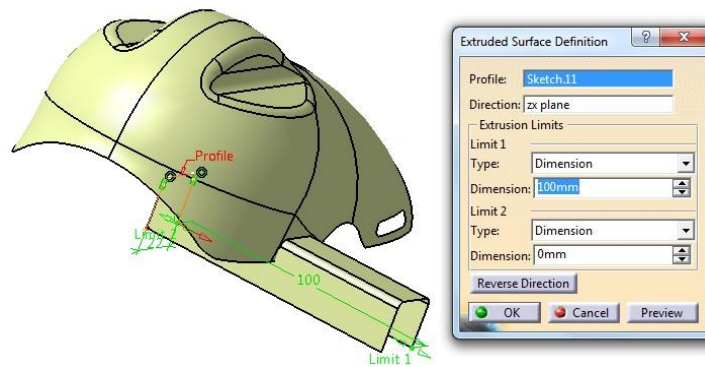 Profile
Limit 2
22
100
Limit 1
Extruded Surface Definition
Profile: Sketch.11
Direction: zx plane
Extrusion Limits
Limit 1
Type: Dimension
Dimension: 100mm
Limit 2
Type: Dimension
Dimension: 0mm
Reverse Direction
OK Cancel Preview